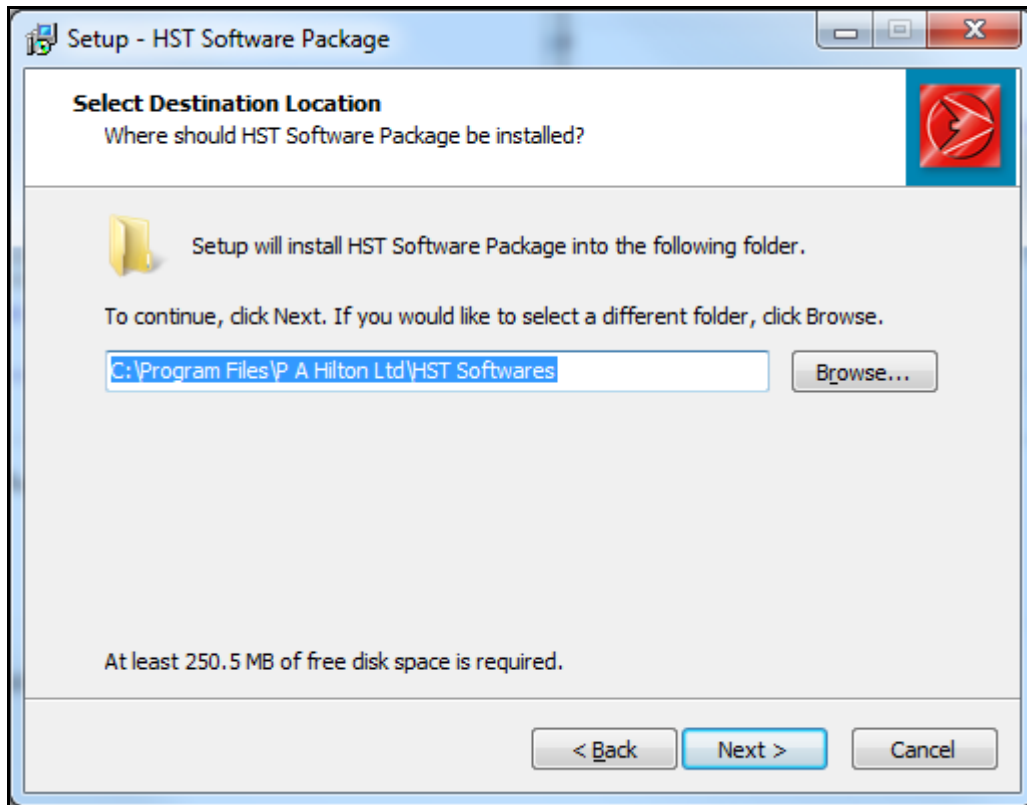 Setup - HST Software Package
Select Destination Location
Where should HST Software Package be installed?
Setup will install HST Software Package into the following folder.
To continue, click Next. If you would like to select a different folder, click Browse.
C:\Program Files\P A Hilton Ltd\HST Softwares
Browse...
At least 250.5 MB of free disk space is required.
< Back
Next >
Cancel